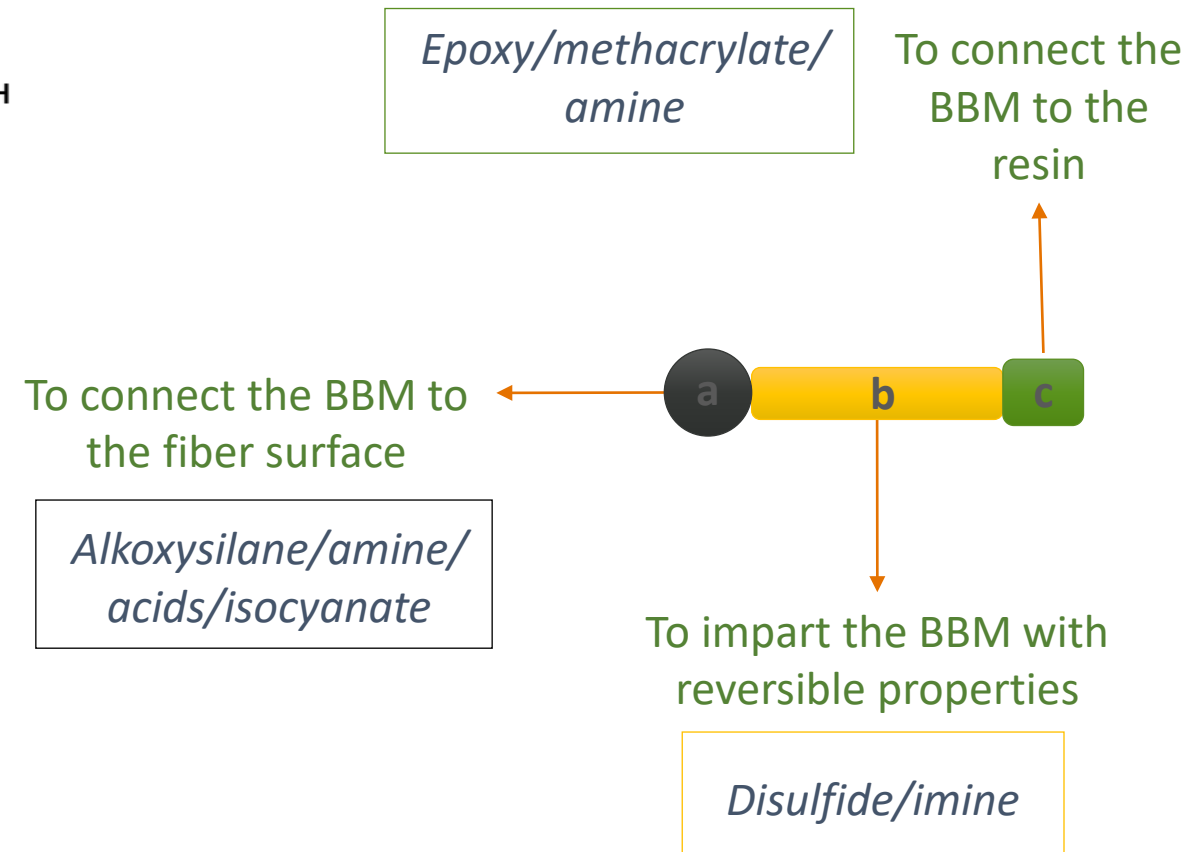 Epoxy/methacrylate/
amine
To connect the
BBM to the
resin
H
a
b
c
To connect the BBM to
the fiber surface
Alkoxysilane/amine/
acids/isocyanate
To impart the BBM with
reversible properties
Disulfide/imine